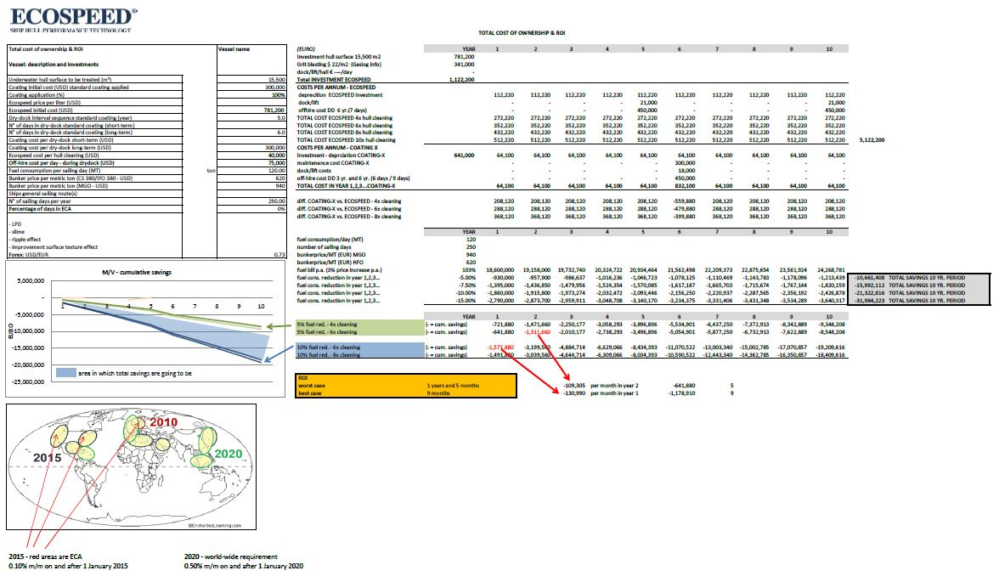 ECOSPEED®
SHIP HULL PERFORMANCE TECHNOLOGY
TOTAL COST OF OWNERSHIP & ROI
Total cost of ownership & ROI Vessel name
Vessel: description and investments
Underwater hull surface to be treated (m²) 15,500
Coating initial cost (USD) standard coating applied 300,000
Coating application (%) 100%
Ecospeed price per liter (USD)
Ecospeed initial cost (USD) 781,200
Dry-dock interval sequence standard coating (year) 5.0
N° of days in dry-dock standard coating (short-term)
N° of days in dry-dock standard coating (long-term) 6.0
Coating cost per dry-dock short-term (USD)
Coating cost per dry-dock long-term (USD) 300,000
Ecospeed cost per hull cleaning (USD) 40,000
Off-hire cost per day - during drydock (USD) 75,000
Fuel consumption per sailing day (MT) ton 120.00
Bunker price per metric ton (CS 380/IFO 380 - USD) 620
Bunker price per metric ton (MGO - USD) 940
Ships general sailing route(s)
N° of sailing days per year 250.00
Percentage of days in ECA 0%
- LPD
- slime
- ripple effect
- improvement surface texture effect
Forex: USD/EUR 0.73
(EURO) YEAR 1 2 3 4 5 6 7 8 9 10
Investment hull surface 15,500 m2 781,200
Grit blasting $ 22/m2 (Gaslog info) 341,000
dock/lift/hall € ----/day -
Total INVESTMENT ECOSPEED 1,122,200
COSTS PER ANNUM - ECOSPEED
deprecition ECOSPEED investment 112,220 112,220 112,220 112,220 112,220 112,220 112,220 112,220 112,220 112,220
dock/lift - - - - 21,000 - - - - 21,000
offhire cost DD 6 yr.(7 days) - - - - 450,000 - - - - 450,000
TOTAL COST ECOSPEED 4x hull cleaning 272,220 272,220 272,220 272,220 272,220 272,220 272,220 272,220 272,220 272,220
TOTAL COST ECOSPEED 6x hull cleaning 352,220 352,220 352,220 352,220 352,220 352,220 352,220 352,220 352,220 352,220
TOTAL COST ECOSPEED 8x hull cleaning 432,220 432,220 432,220 432,220 432,220 432,220 432,220 432,220 432,220 432,220
TOTAL COST ECOSPEED 10x hull cleaning 512,220 512,220 512,220 512,220 512,220 512,220 512,220 512,220 512,220 512,220 5,122,200
COSTS PER ANNUM - COATING X
investment - deprciation COATING-X 641,000 64,100 64,100 64,100 64,100 64,100 64,100 64,100 64,100 64,100 64,100
maintenance cost COATING-X - - - - - 300,000 - - - -
dock/lift costs - - - - - 18,000 - - - -
off-hire cost DD 3 yr. and 6 yr. (6 days / 9 days) - - - - - 450,000 - - - -
TOTAL COST IN YEAR 1,2,3...COATING-X 64,100 64,100 64,100 64,100 64,100 832,100 64,100 64,100 64,100 64,100
diff. COATING-X vs. ECOSPEED - 4x cleaning 208,120 208,120 208,120 208,120 208,120 -559,880 208,120 208,120 208,120 208,120
diff. COATING-X vs. ECOSPEED - 6x cleaning 288,120 288,120 288,120 288,120 288,120 -479,880 288,120 288,120 288,120 288,120
diff. COATING-X vs. ECOSPEED - 8x cleaning 368,120 368,120 368,120 368,120 368,120 -399,880 368,120 368,120 368,120 368,120
YEAR 1 2 3 4 5 6 7 8 9 10
fuel consumption/day (MT) 120
number of sailing days 250
bunkerprice/MT (EUR) MGO 940
bunkerprice/MT (EUR) HFO 620
fuel bill p.a. (3% price increase p.a.) 103% 18,600,000 19,158,000 19,732,740 20,324,722 20,934,464 21,562,498 22,209,373 22,875,654 23,561,924 24,268,781
fuel cons. reduction in year 1,2,3... -5.00% -930,000 -957,900 -986,637 -1,016,236 -1,046,723 -1,078,125 -1,110,469 -1,143,783 -1,178,096 -1,213,439 -10,661,408 TOTAL SAVINGS 10 YR. PERIOD
fuel cons. reduction in year 1,2,3... -7.50% -1,395,000 -1,436,850 -1,479,956 -1,524,354 -1,570,085 -1,617,187 -1,665,703 -1,715,674 -1,767,144 -1,820,159 -15,992,112 TOTAL SAVINGS 10 YR. PERIOD
fuel cons. reduction in year 1,2,3... -10.00% -1,860,000 -1,915,800 -1,973,274 -2,032,472 -2,093,446 -2,156,250 -2,220,937 -2,287,565 -2,356,192 -2,426,878 -21,322,816 TOTAL SAVINGS 10 YR. PERIOD
fuel cons. reduction in year 1,2,3... -15.00% -2,790,000 -2,873,700 -2,959,911 -3,048,708 -3,140,170 -3,234,375 -3,331,406 -3,431,348 -3,534,289 -3,640,317 -31,984,223 TOTAL SAVINGS 10 YR. PERIOD
YEAR 1 2 3 4 5 6 7 8 9 10
5% fuel red. - 4x cleaning (- = cum. savings) -721,880 -1,471,660 -2,250,177 -3,058,293 -3,896,896 -5,534,901 -6,437,250 -7,372,913 -8,342,889 -9,348,208
5% fuel red. - 6x cleaning (- = cum. savings) -641,880 -1,311,660 -2,010,177 -2,738,293 -3,496,896 -5,054,901 -5,877,250 -6,732,913 -7,622,889 -8,548,208
10% fuel red. - 6x cleaning (- = cum. savings) -1,571,880 -3,199,560 -4,884,714 -6,629,066 -8,434,393 -11,070,522 -13,003,340 -15,002,785 -17,070,857 -19,209,616
10% fuel red. - 8x cleaning (- = cum. savings) -1,491,880 -3,039,560 -4,644,714 -6,309,066 -8,034,393 -10,590,522 -12,443,340 -14,362,785 -16,350,857 -18,409,616
ROI
worst case 1 years and 5 months -109,305 per month in year 2 -641,880 5
best case 9 months -130,990 per month in year 1 -1,178,910 9
M/V - cumulative savings
5,000,000
-
-5,000,000
-10,000,000
-15,000,000
-20,000,000
-25,000,000
EURO
1 2 3 4 5 6 7 8 9 10
area in which total savings are going to be
2010
2015
2020
©EnchantedLearning.com
2015 - red areas are ECA
0.10% m/m on and after 1 January 2015
2020 - world-wide requirement
0.50% m/m on and after 1 January 2020